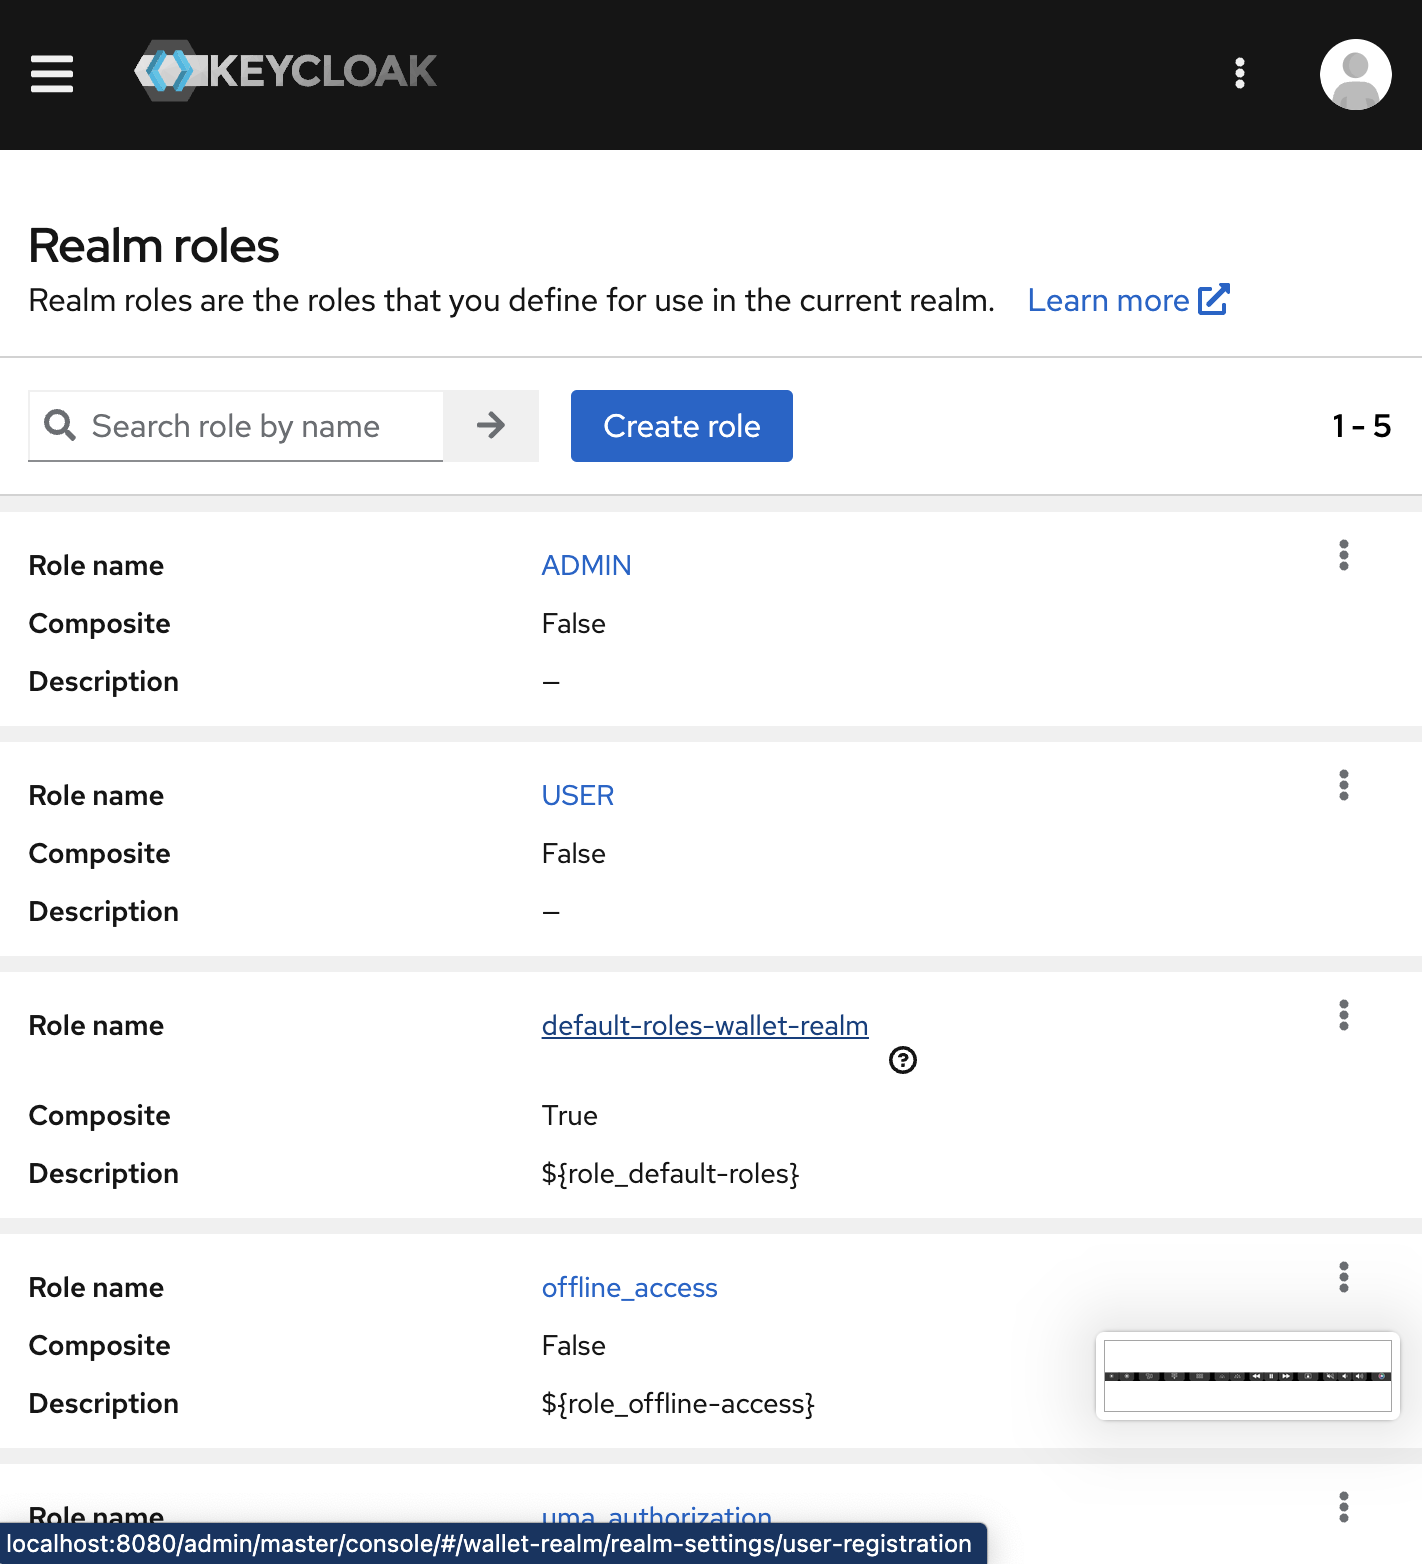 KEYCLOAK
Realm roles
Realm roles are the roles that you define for use in the current realm. Learn more
Search role by name
Create role
1 - 5
Role name ADMIN
Composite False
Description —
Role name USER
Composite False
Description —
Role name default-roles-wallet-realm
Composite True
Description ${role_default-roles}
Role name offline_access
Composite False
Description ${role_offline-access}
Role name uma_authorization
localhost:8080/admin/master/console/#/wallet-realm/realm-settings/user-registration